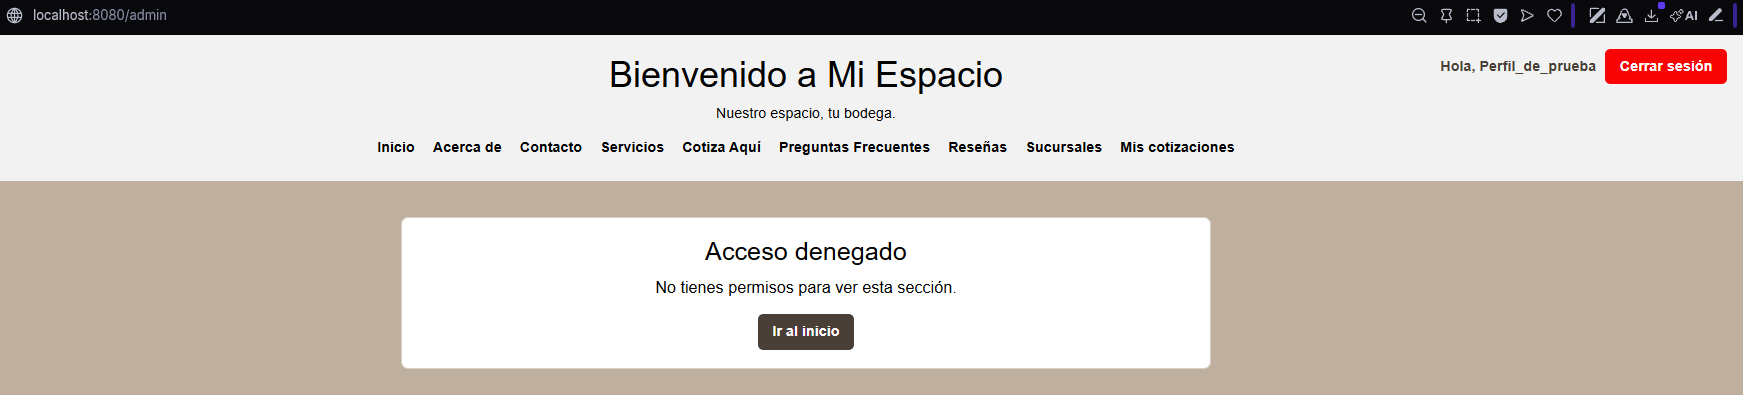 localhost:8080/admin
AI
Bienvenido a Mi Espacio
Hola, Perfil_de_prueba
Cerrar sesión
Nuestro espacio, tu bodega.
Inicio Acerca de Contacto Servicios Cotiza Aquí Preguntas Frecuentes Reseñas Sucursales Mis cotizaciones
Acceso denegado
No tienes permisos para ver esta sección.
Ir al inicio